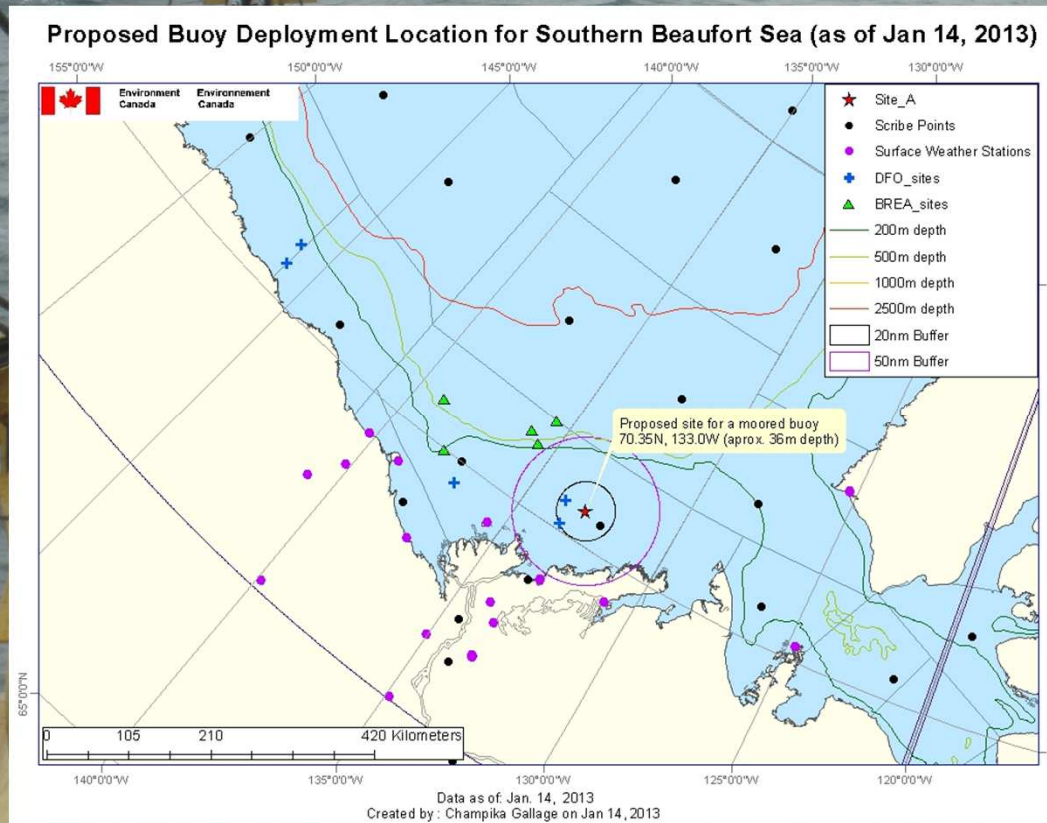 Proposed Buoy Deployment Location for Southern Beaufort Sea (as of Jan 14, 2013)
155°0'0"W 150°0'0"W 145°0'0"W 140°0'0"W 135°0'0"W 130°0'0"W
Environment Environnement
Canada Canada
Site_A
Scribe Points
Surface Weather Stations
DFO_sites
BREA_sites
200m depth
500m depth
1000m depth
2500m depth
20nm Buffer
50nm Buffer
Proposed site for a moored buoy
70.35N, 133.0W (aprox. 36m depth)
65°0'0"N
0 105 210 420 Kilometers
140°0'0"W 135°0'0"W 130°0'0"W 125°0'0"W 120°0'0"W
Data as of: Jan. 14, 2013
Created by : Champika Gallage on Jan 14,2013